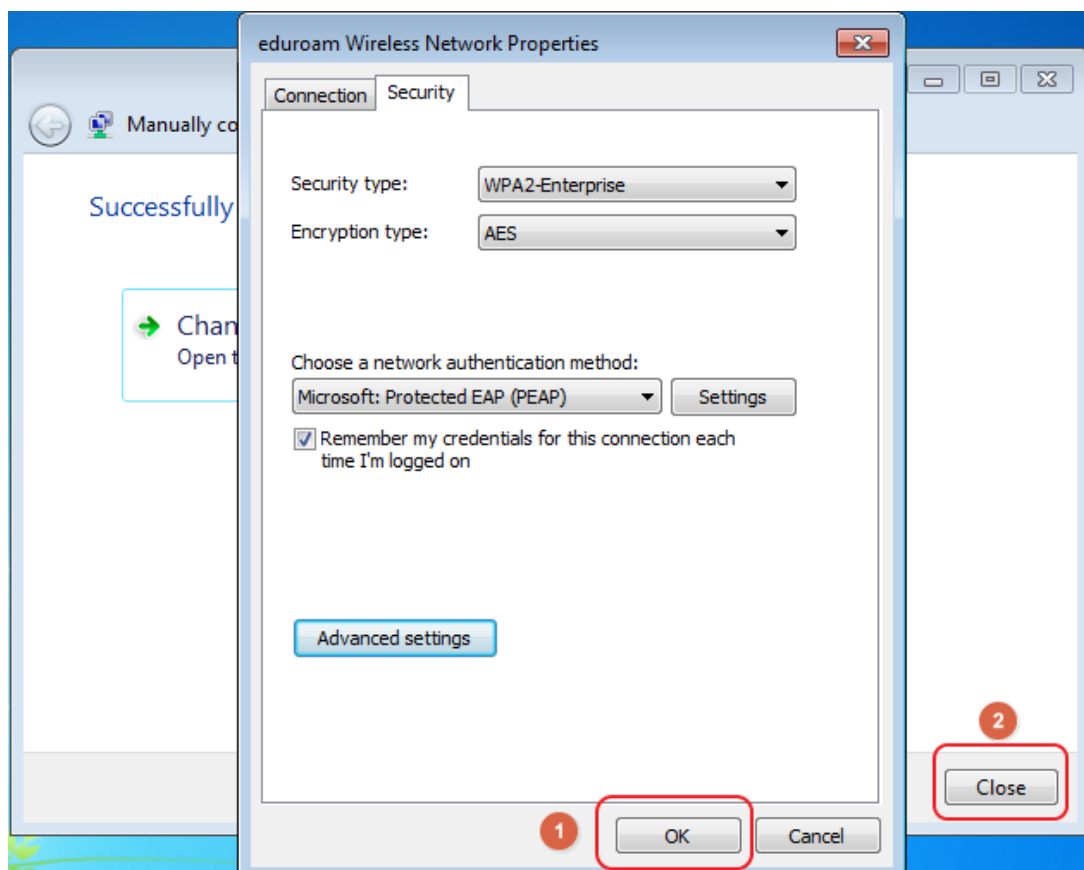 eduroam Wireless Network Properties
Connection Security
Manually co
Security type: WPA2-Enterprise
Successfully
Encryption type: AES
Chan
Open t
Choose a network authentication method:
Microsoft: Protected EAP (PEAP) Settings
Remember my credentials for this connection each
time I'm logged on
Advanced settings
2
Close
1
OK Cancel